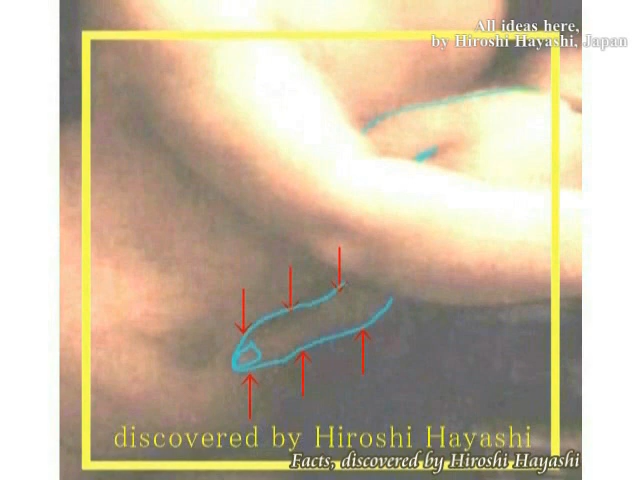 All ideas here,
by Hiroshi Hayashi, Japan
discovered by Hiroshi Hayashi
Facts, discovered by Hiroshi Hayashi